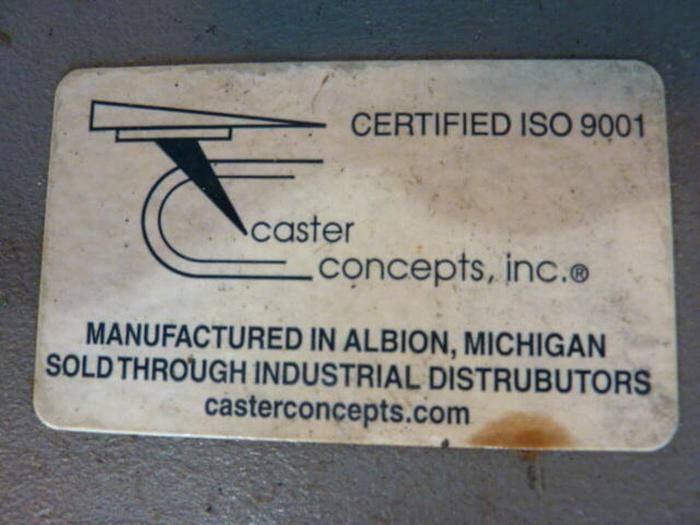 CERTIFIED ISO 9001
caster
concepts, inc.®
MANUFACTURED IN ALBION, MICHIGAN
SOLD THROUGH INDUSTRIAL DISTRUBUTORS
casterconcepts.com